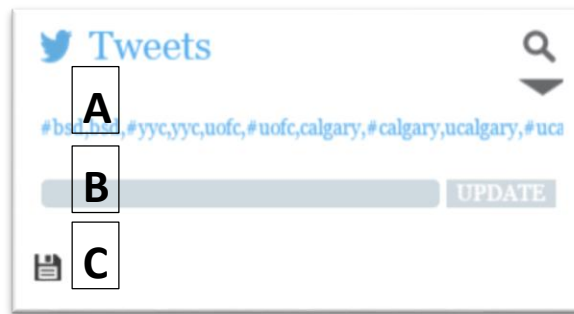 Tweets
A
#bsd,bsd,#yyc,yyc,uofc,#uofc,calgary,#calgary,ucalgary,#uca
B
UPDATE
C